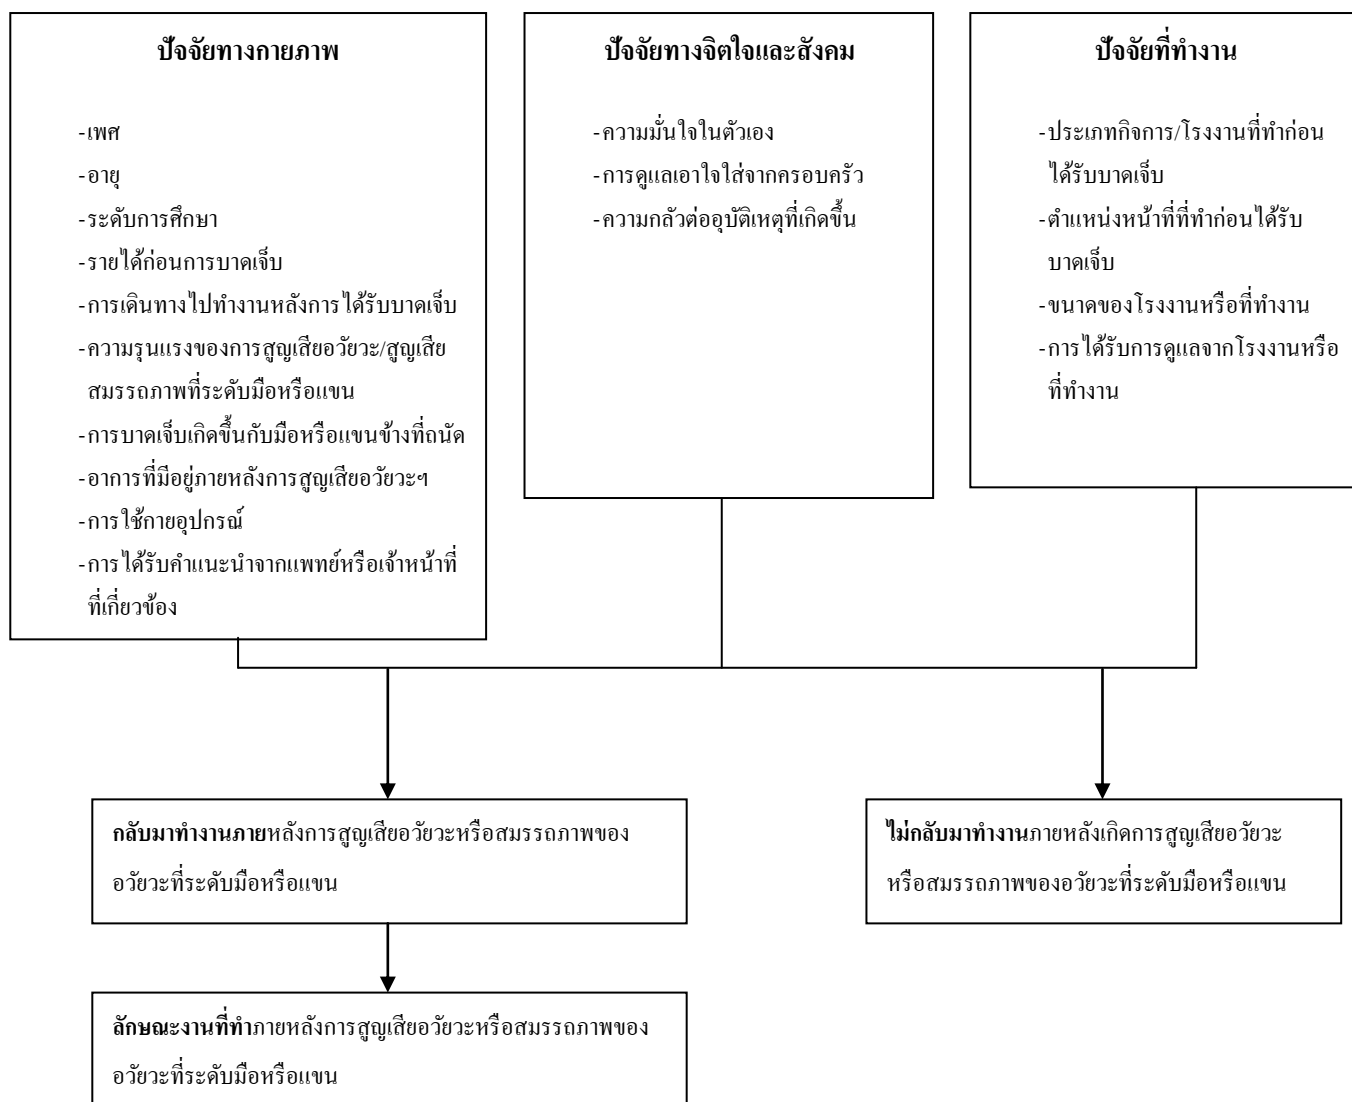 ปัจจัยทางกายภาพ
-เพศ
-อายุ
-ระดับการศึกษา
-รายได้ก่อนการบาดเจ็บ
-การเดินทางไปทำงานหลังการได้รับบาดเจ็บ
-ความรุนแรงของการสูญเสียอวัยวะ/สูญเสีย
สมรรถภาพที่ระดับมือหรือแขน
-การบาดเจ็บเกิดขึ้นกับมือหรือแขนข้างที่ถนัด
-อาการที่มีอยู่ภายหลังการสูญเสียอวัยวะฯ
-การใช้กายอุปกรณ์
-การได้รับคำแนะนำจากแพทย์หรือเจ้าหน้าที่
ที่เกี่ยวข้อง
ปัจจัยทางจิตใจและสังคม
-ความมั่นใจในตัวเอง
-การดูแลเอาใจใส่จากครอบครัว
-ความกลัวต่ออุบัติเหตุที่เกิดขึ้น
ปัจจัยที่ทำงาน
-ประเภทกิจการ/โรงงานที่ทำก่อน
ได้รับบาดเจ็บ
-ตำแหน่งหน้าที่ที่ทำก่อนได้รับ
บาดเจ็บ
-ขนาดของโรงงานหรือที่ทำงาน
-การได้รับการดูแลจากโรงงานหรือ
ที่ทำงาน
กลับมาทำงานภายหลังการสูญเสียอวัยวะหรือสมรรถภาพของ
อวัยวะที่ระดับมือหรือแขน
ไม่กลับมาทำงานภายหลังเกิดการสูญเสียอวัยวะ
หรือสมรรถภาพของอวัยวะที่ระดับมือหรือแขน
ลักษณะงานที่ทำภายหลังการสูญเสียอวัยวะหรือสมรรถภาพของ
อวัยวะที่ระดับมือหรือแขน